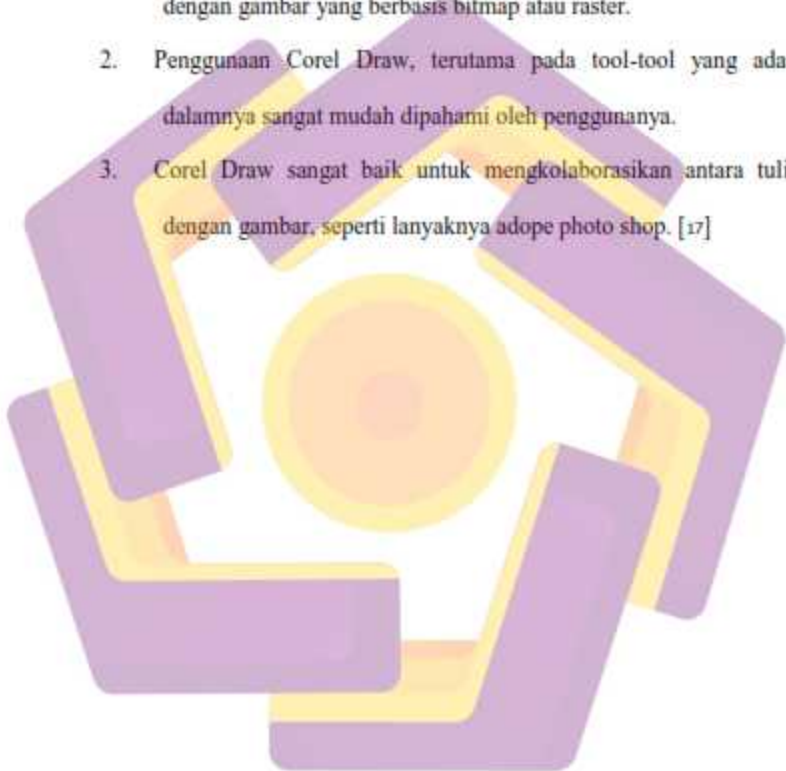 dengan gambar yang berbasis bitmap atau raster.
2. Penggunaan Corel Draw, terutama pada tool-tool yang ada
dalamnya sangat mudah dipahami oleh penggunanya.
3. Corel Draw sangat baik untuk mengkolaborasikan antara tuli
dengan gambar, seperti lanyaknya adope photo shop. [17]